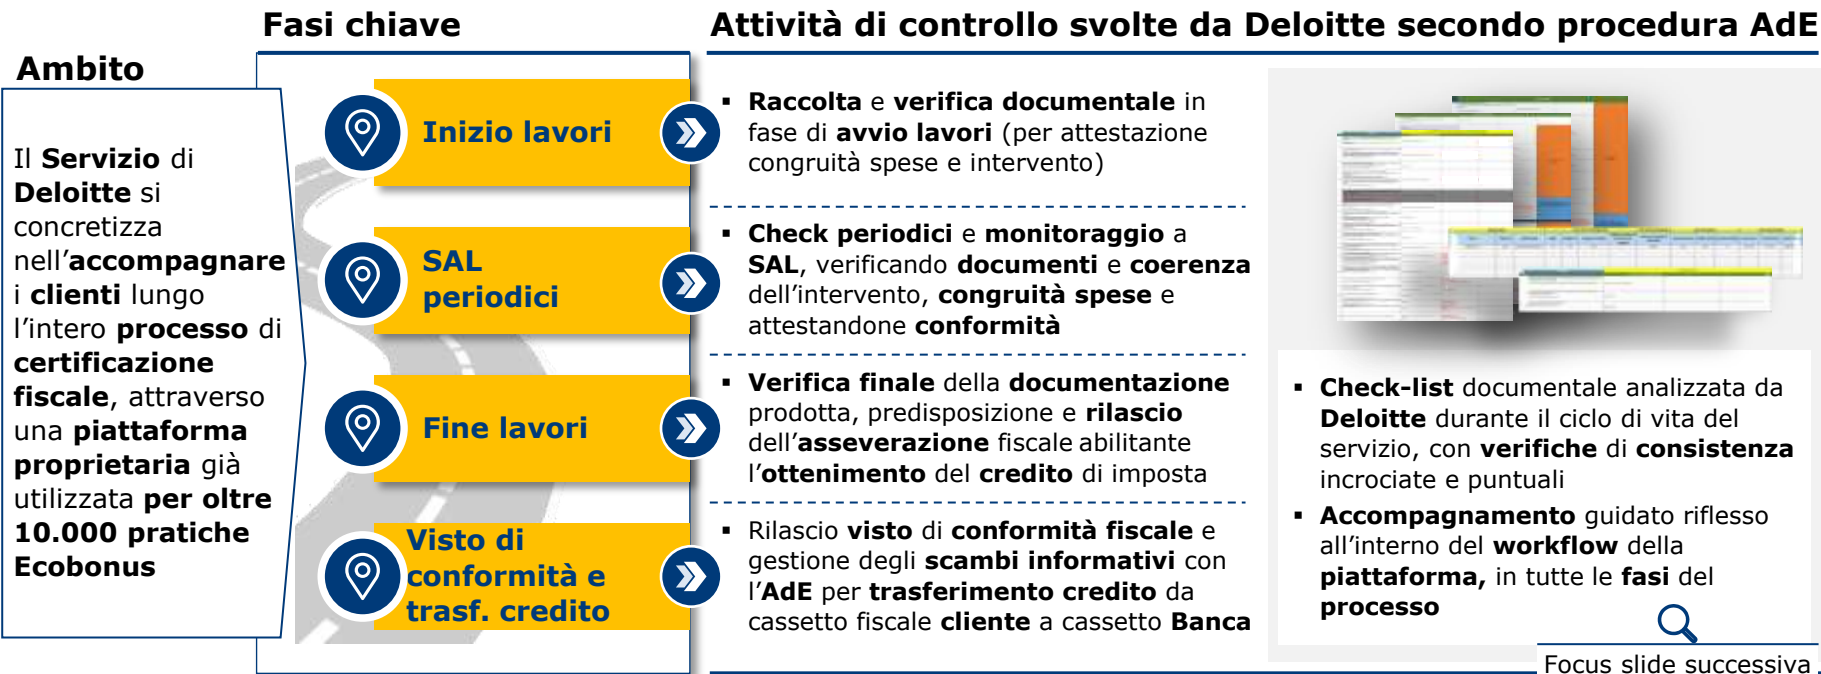 Fasi chiave
Attività di controllo svolte da Deloitte secondo procedura AdE
Ambito
Il Servizio di
Deloitte si
concretizza
nell’accompagnare
i clienti lungo
l’intero processo di
certificazione
fiscale, attraverso
una piattaforma
proprietaria già
utilizzata per oltre
10.000 pratiche
Ecobonus
Inizio lavori
▪ Raccolta e verifica documentale in
fase di avvio lavori (per attestazione
congruità spese e intervento)
SAL
periodici
▪ Check periodici e monitoraggio a
SAL, verificando documenti e coerenza
dell’intervento, congruità spese e
attestandone conformità
Fine lavori
▪ Verifica finale della documentazione
prodotta, predisposizione e rilascio
dell’asseverazione fiscale abilitante
l’ottenimento del credito di imposta
Visto di
conformità e
trasf. credito
▪ Rilascio visto di conformità fiscale e
gestione degli scambi informativi con
l’AdE per trasferimento credito da
cassetto fiscale cliente a cassetto Banca
▪ Check-list documentale analizzata da
Deloitte durante il ciclo di vita del
servizio, con verifiche di consistenza
incrociate e puntuali
▪ Accompagnamento guidato riflesso
all’interno del workflow della
piattaforma, in tutte le fasi del
processo
Focus slide successiva